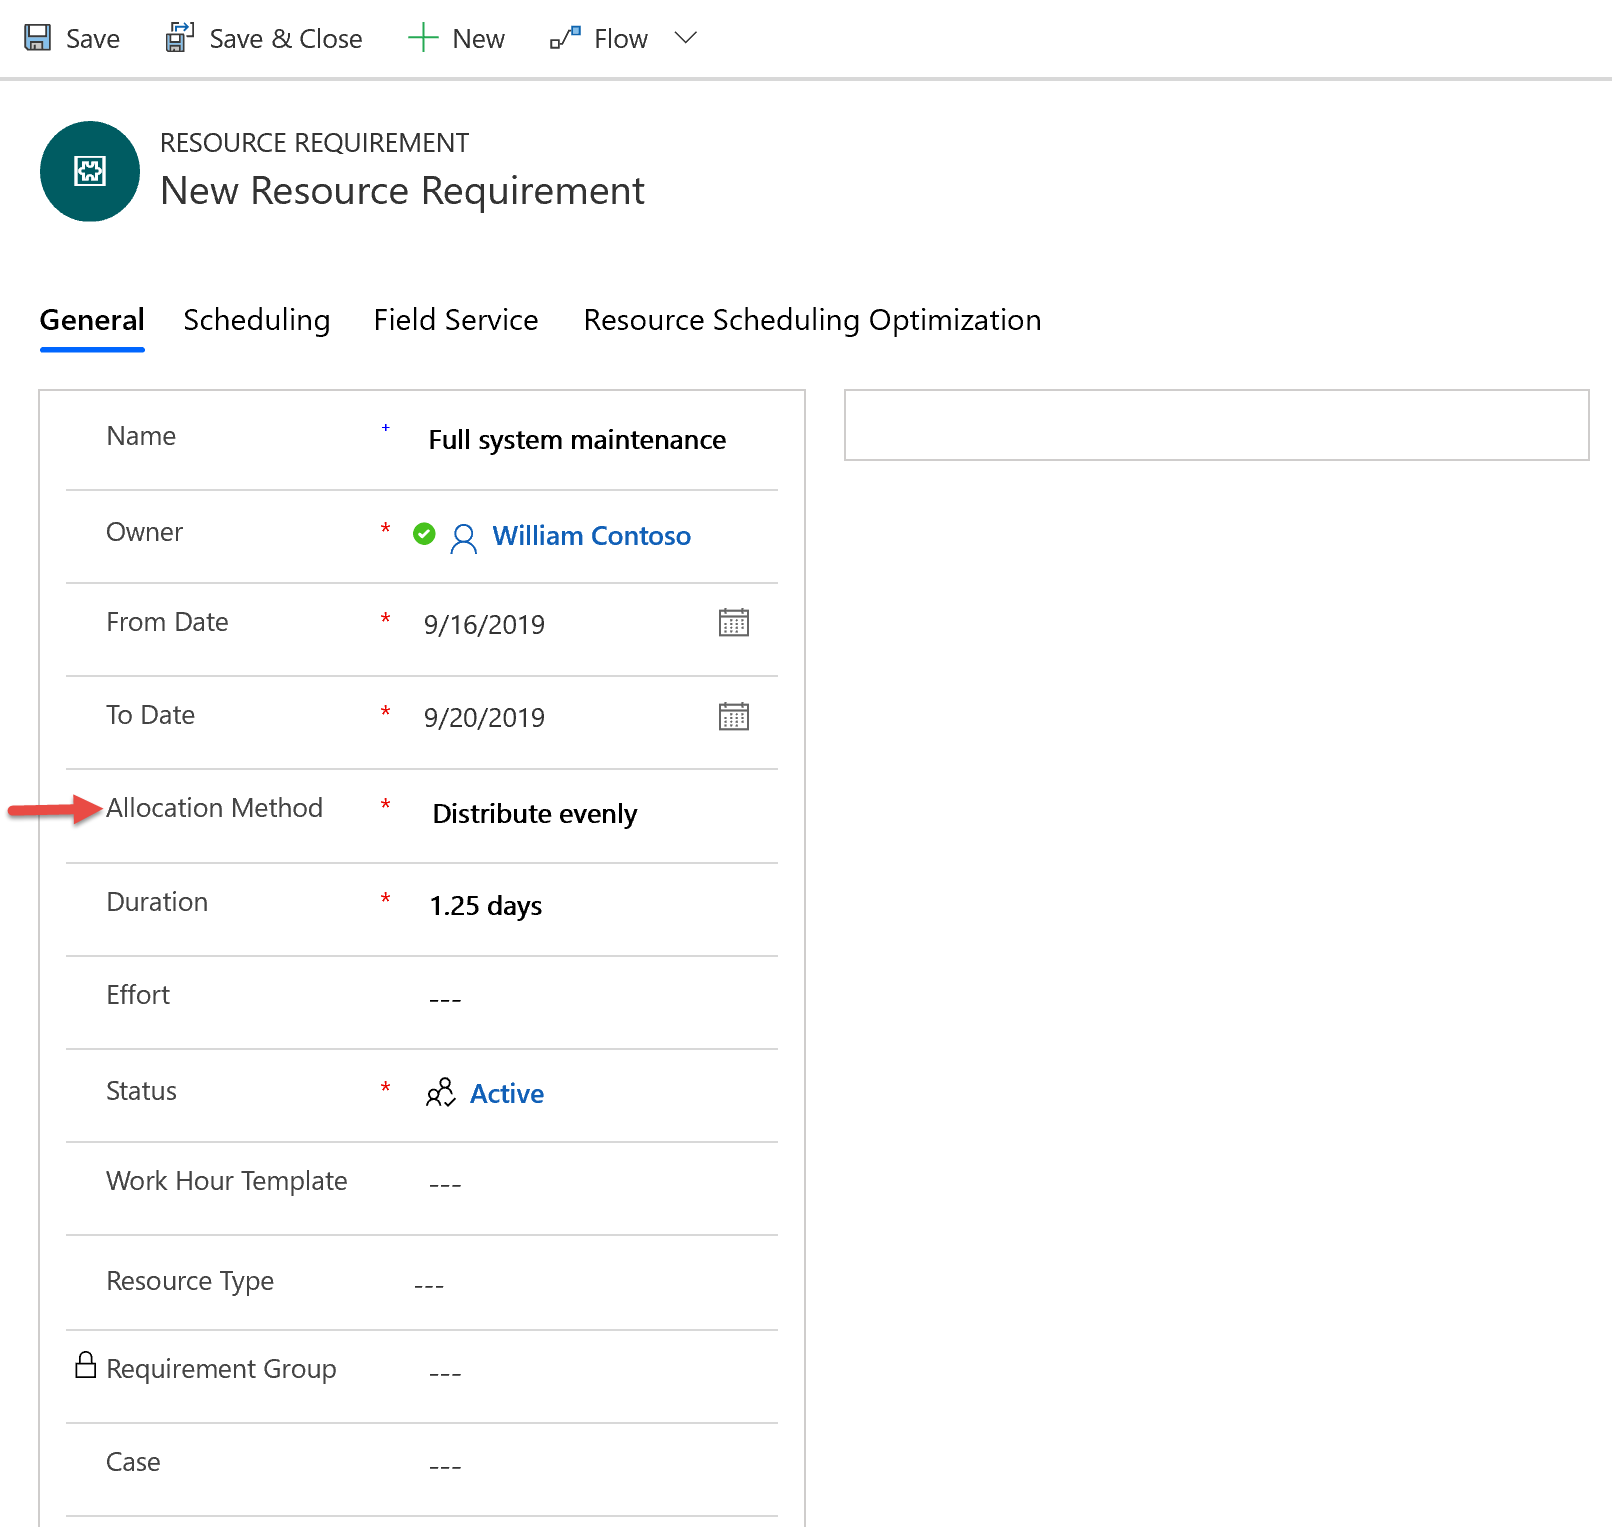 Save Save & Close New Flow
RESOURCE REQUIREMENT
New Resource Requirement
General Scheduling Field Service Resource Scheduling Optimization
Name + Full system maintenance
Owner * William Contoso
From Date * 9/16/2019
To Date * 9/20/2019
Allocation Method * Distribute evenly
Duration * 1.25 days
Effort ---
Status * Active
Work Hour Template ---
Resource Type ---
Requirement Group ---
Case ---